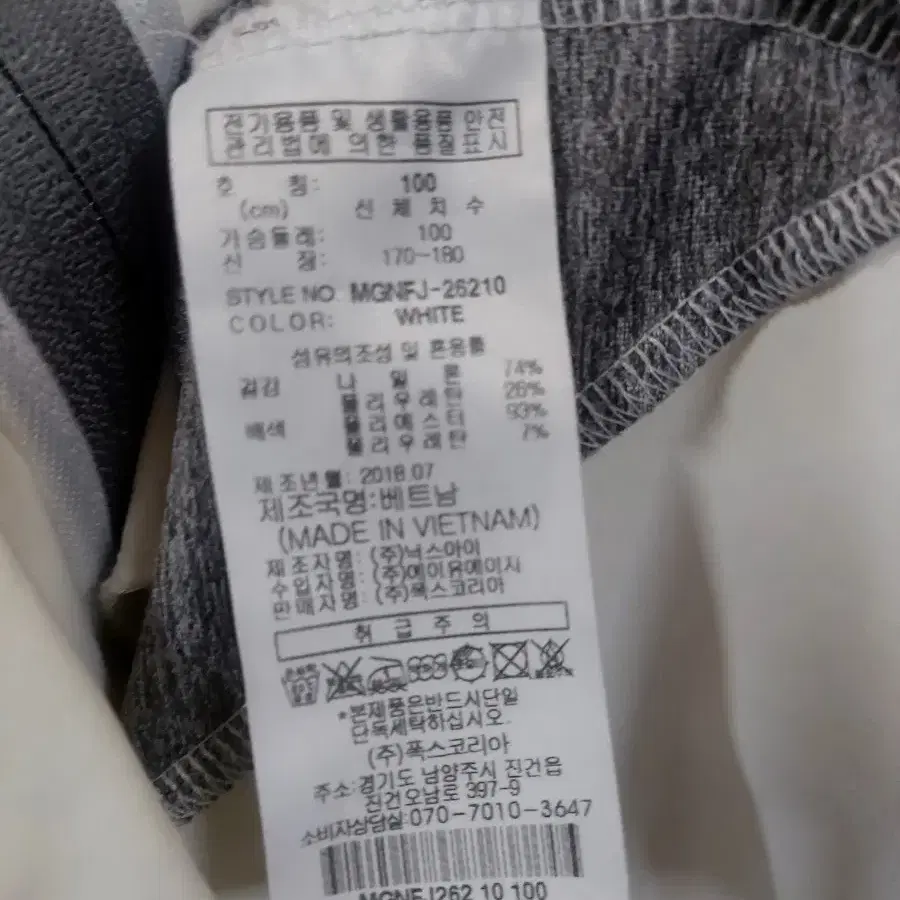 전기용품 및 생활용품 안전
관리법에 의한 품질표시
호 칭: 100
(cm) 신 체 치 수
가슴둘레: 100
신 장: 170-180
STYLE NO. MGNFJ-26210
COLOR: WHITE
섬유의조성 및 혼용률
겉감 나 일 론 74%
폴리우레탄 26%
배색 폴리에스터 93%
폴리우레탄 7%
제조년월: 2018.07
제조국명:베트남
(MADE IN VIETNAM)
제조자명: (주)닉스아이
수입자명: (주)에이유에이지
판매자명: (주)폭스코리아
취 급 주 의
*본제품은반드시단일
단독세탁하십시오.
(주)폭스코리아
주소:경기도 남양주시 진건읍
진건오남로 397-9
소비자상담실:070-7010-3647
MGNFJ262 10 100